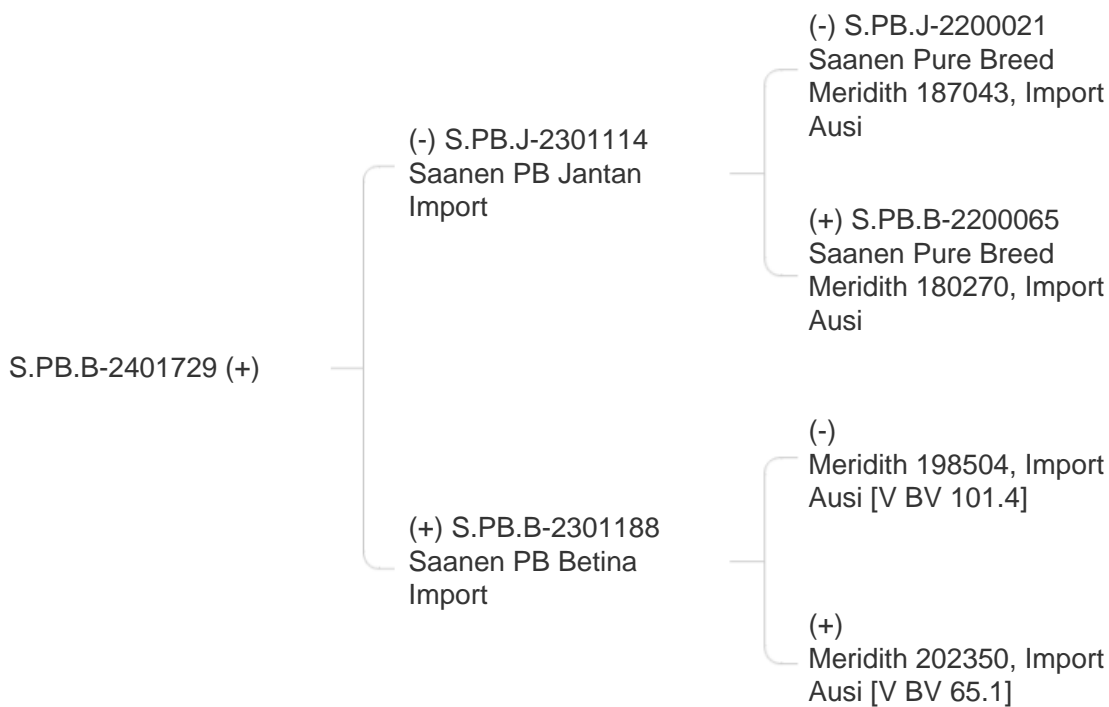 S.PB.B-2401729 (+)
(-) S.PB.J-2301114
Saanen PB Jantan
Import
(+) S.PB.B-2301188
Saanen PB Betina
Import
(-) S.PB.J-2200021
Saanen Pure Breed
Meridith 187043, Import
Ausi
(+) S.PB.B-2200065
Saanen Pure Breed
Meridith 180270, Import
Ausi
(-)
Meridith 198504, Import
Ausi [V BV 101.4]
(+)
Meridith 202350, Import
Ausi [V BV 65.1]